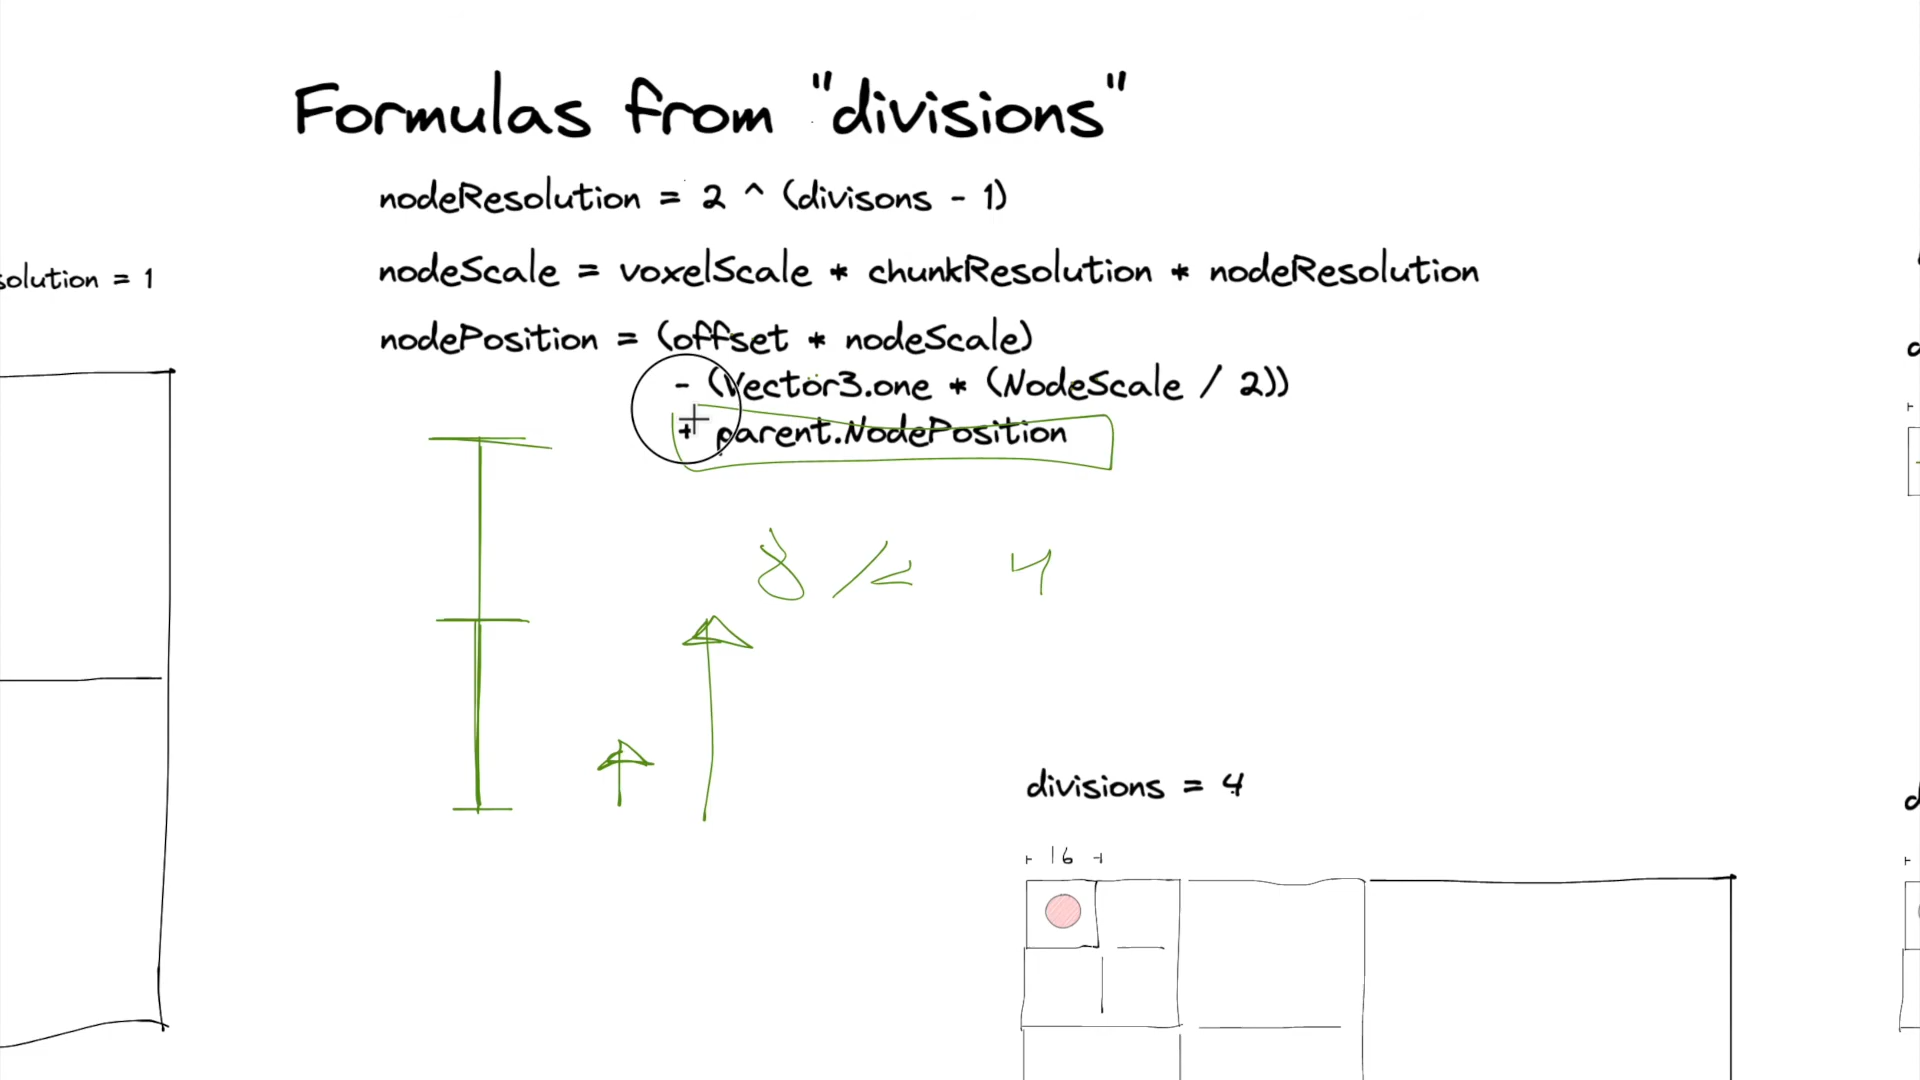 Formulas from "divisions"
nodeResolution = 2 ^ (divisons - 1)
solution = 1
nodeScale = voxelScale * chunkResolution * nodeResolution
nodePosition = (offset * nodeScale)
- (Vector3.one * (NodeScale / 2))
+ parent.NodePosition
8 / 2 4
divisions = 4
16